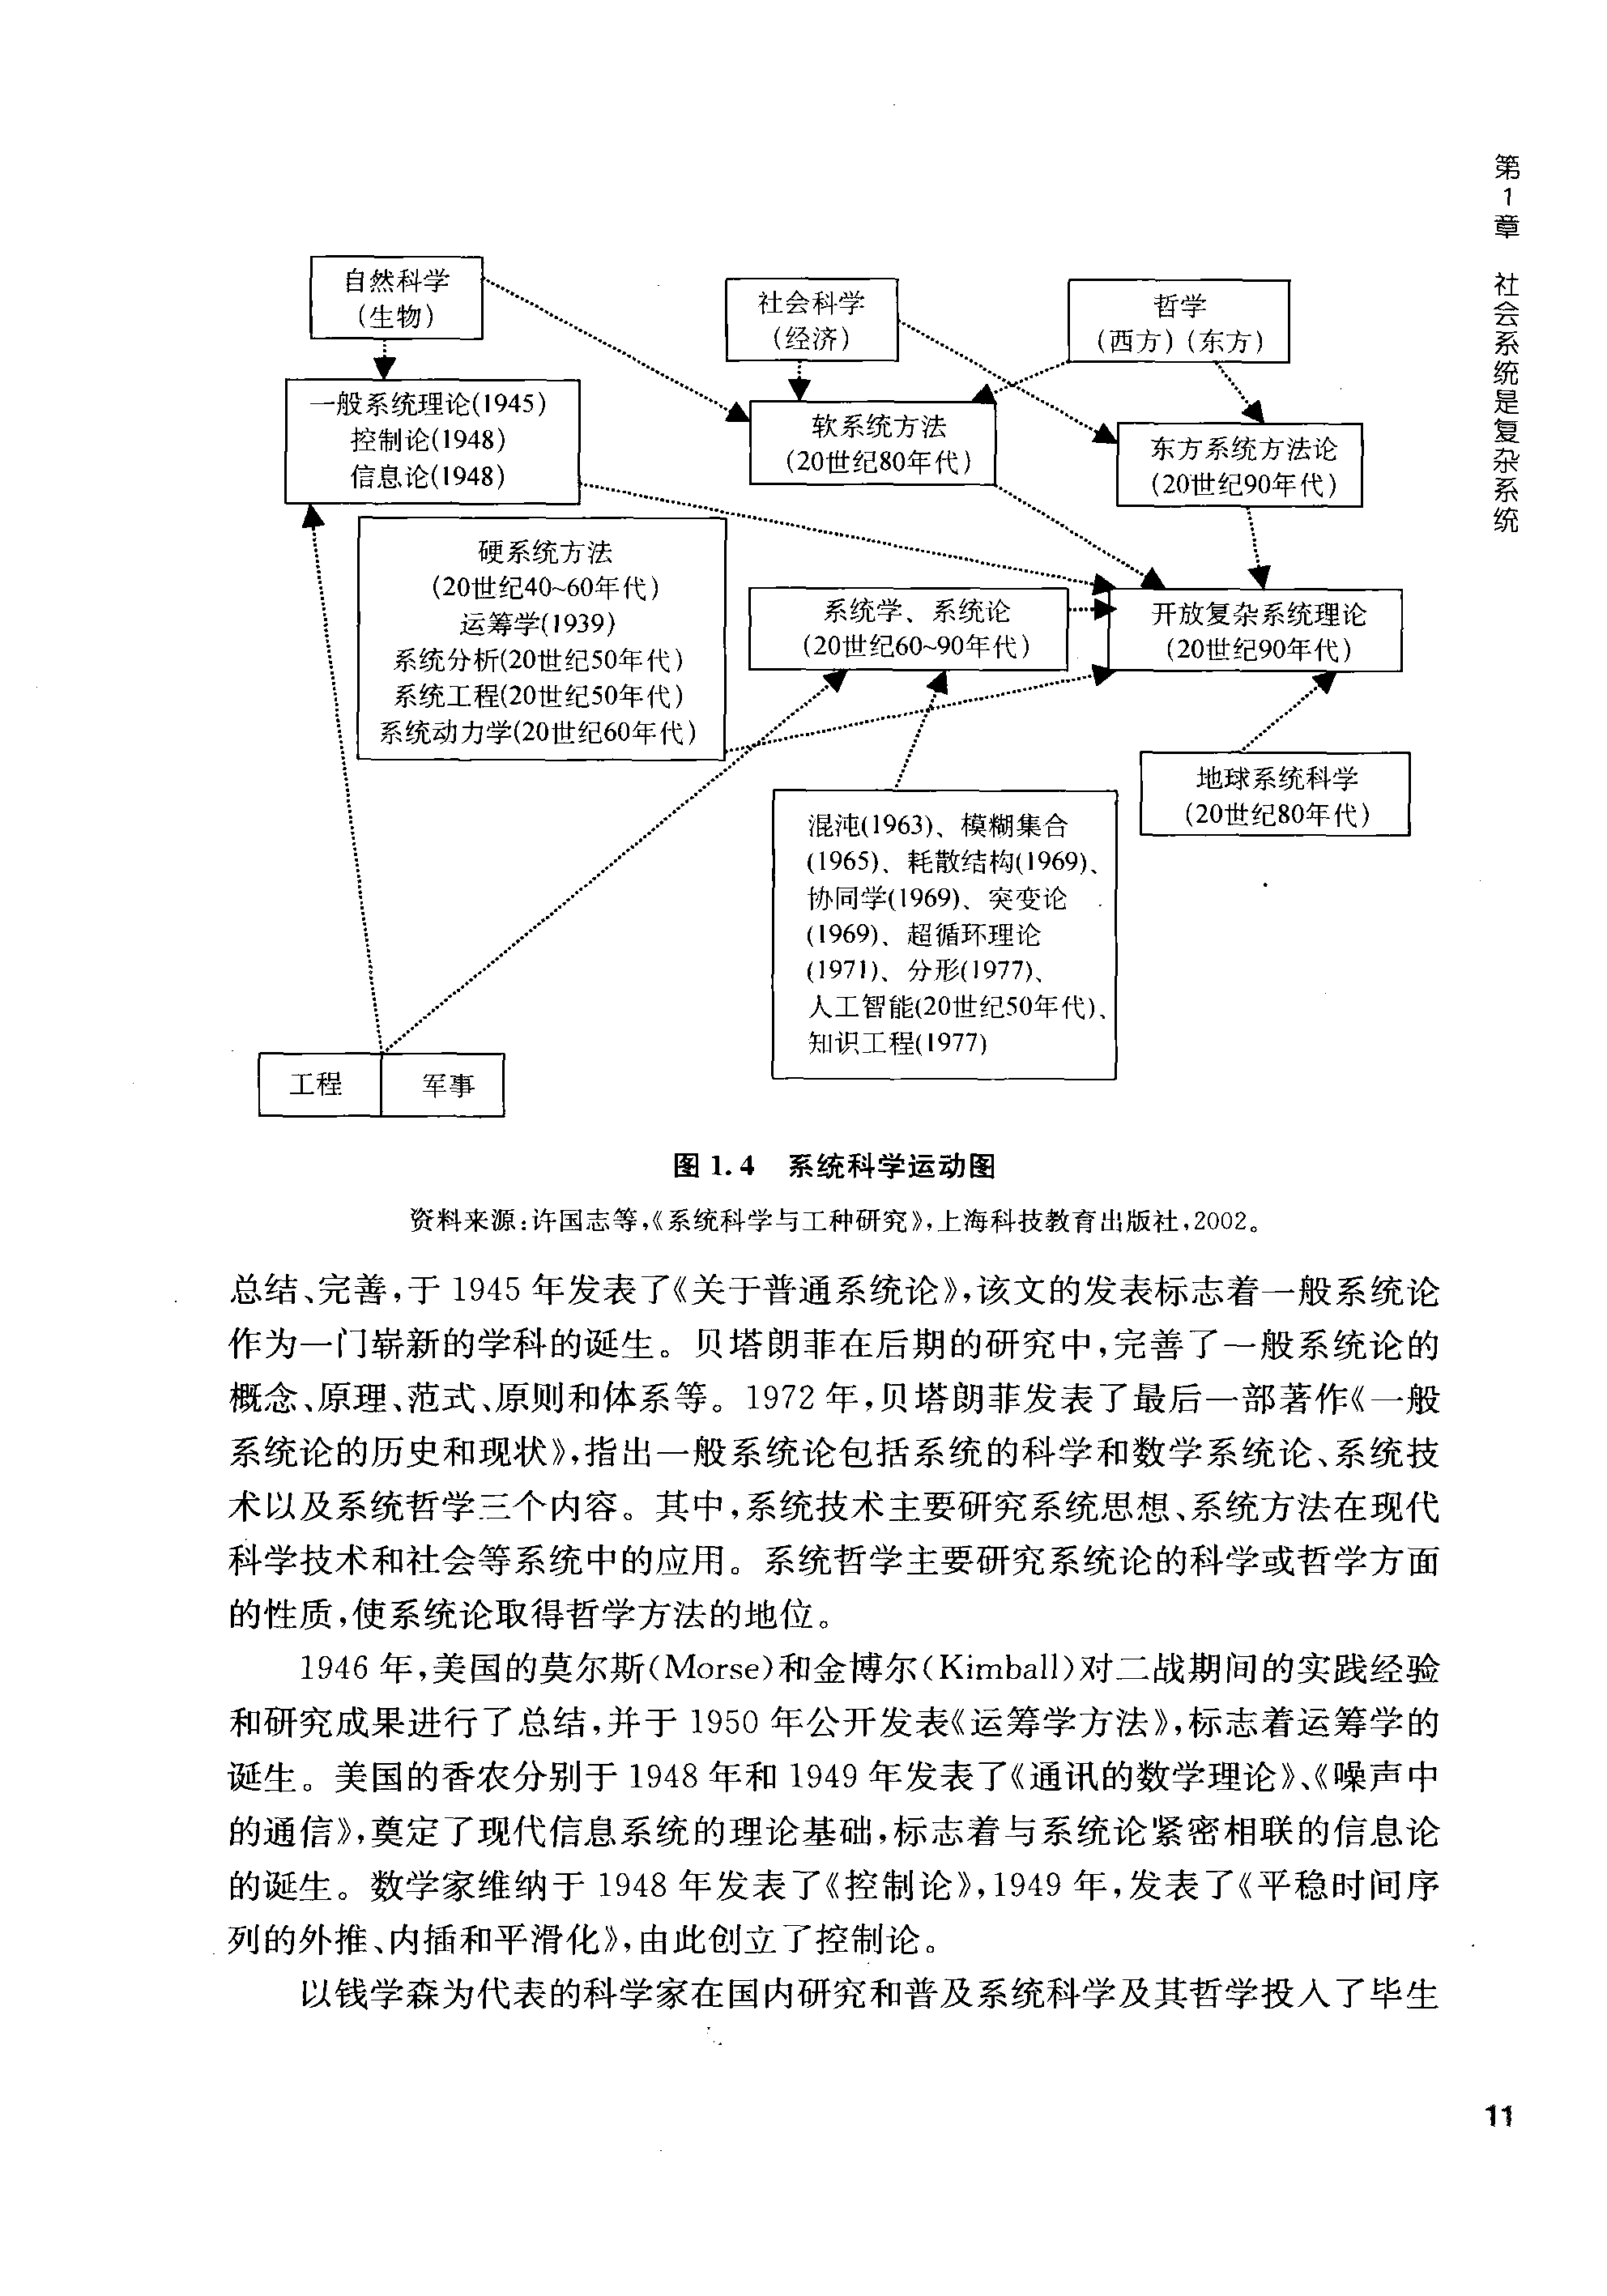 第1章 社会系统是复杂系统
自然科学
(生物)
社会科学
(经济)
哲学
(西方)(东方)
一般系统理论(1945)
控制论(1948)
信息论(1948)
软系统方法
(20世纪80年代)
东方系统方法论
(20世纪90年代)
硬系统方法
(20世纪40~60年代)
运筹学(1939)
系统分析(20世纪50年代)
系统工程(20世纪50年代)
系统动力学(20世纪60年代)
系统学、系统论
(20世纪60~90年代)
开放复杂系统理论
(20世纪90年代)
地球系统科学
(20世纪80年代)
混沌(1963)、模糊集合
(1965)、耗散结构(1969)、
协同学(1969)、突变论
(1969)、超循环理论
(1971)、分形(1977)、
人工智能(20世纪50年代)、
知识工程(1977)
工程 军事
图 1.4 系统科学运动图
资料来源:许国志等,《系统科学与工种研究》,上海科技教育出版社,2002。
总结、完善,于 1945 年发表了《关于普通系统论》,该文的发表标志着一般系统论
作为一门崭新的学科的诞生。贝塔朗菲在后期的研究中,完善了一般系统论的
概念、原理、范式、原则和体系等。1972 年,贝塔朗菲发表了最后一部著作《一般
系统论的历史和现状》,指出一般系统论包括系统的科学和数学系统论、系统技
术以及系统哲学三个内容。其中,系统技术主要研究系统思想、系统方法在现代
科学技术和社会等系统中的应用。系统哲学主要研究系统论的科学或哲学方面
的性质,使系统论取得哲学方法的地位。
1946 年,美国的莫尔斯(Morse)和金博尔(Kimball)对二战期间的实践经验
和研究成果进行了总结,并于 1950 年公开发表《运筹学方法》,标志着运筹学的
诞生。美国的香农分别于 1948 年和 1949 年发表了《通讯的数学理论》、《噪声中
的通信》,奠定了现代信息系统的理论基础,标志着与系统论紧密相联的信息论
的诞生。数学家维纳于 1948 年发表了《控制论》,1949 年,发表了《平稳时间序
列的外推、内插和平滑化》,由此创立了控制论。
以钱学森为代表的科学家在国内研究和普及系统科学及其哲学投入了毕生
11